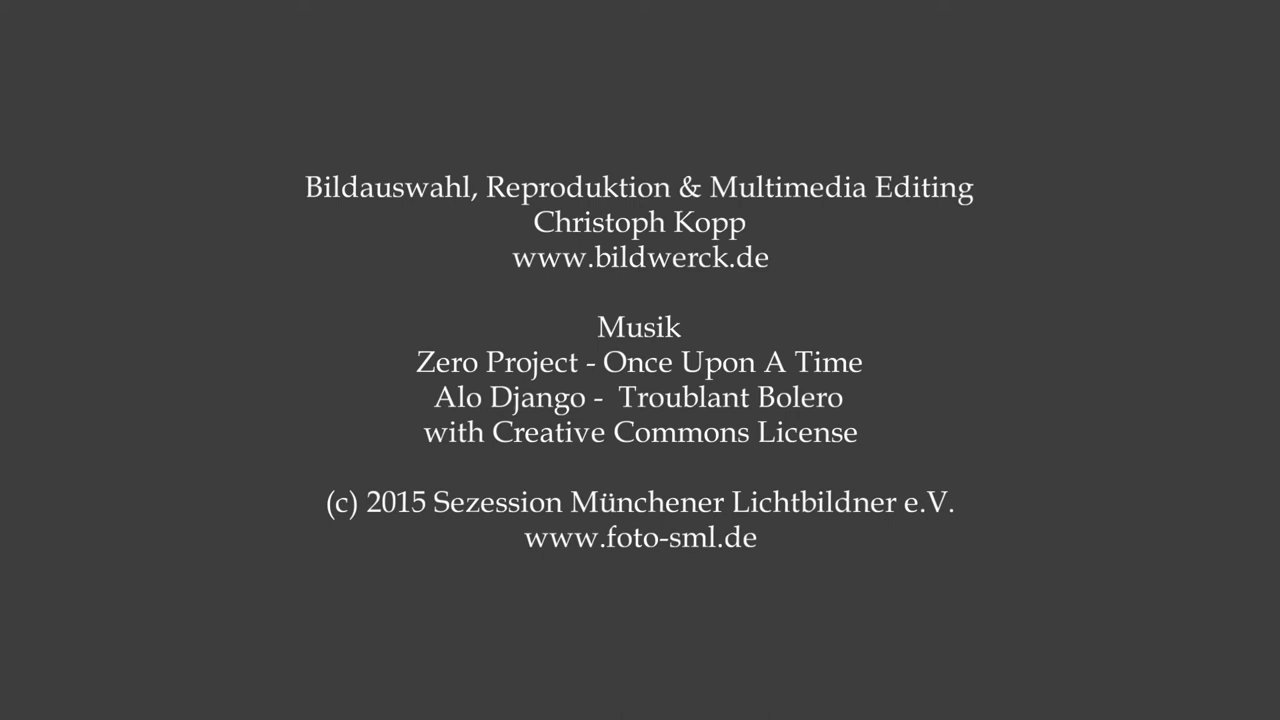 Bildauswahl, Reproduktion & Multimedia Editing
Christoph Kopp
www.bildwerck.de
Musik
Zero Project - Once Upon A Time
Alo Django -  Troublant Bolero
with Creative Commons License
(c) 2015 Sezession Münchener Lichtbildner e.V.
www.foto-sml.de